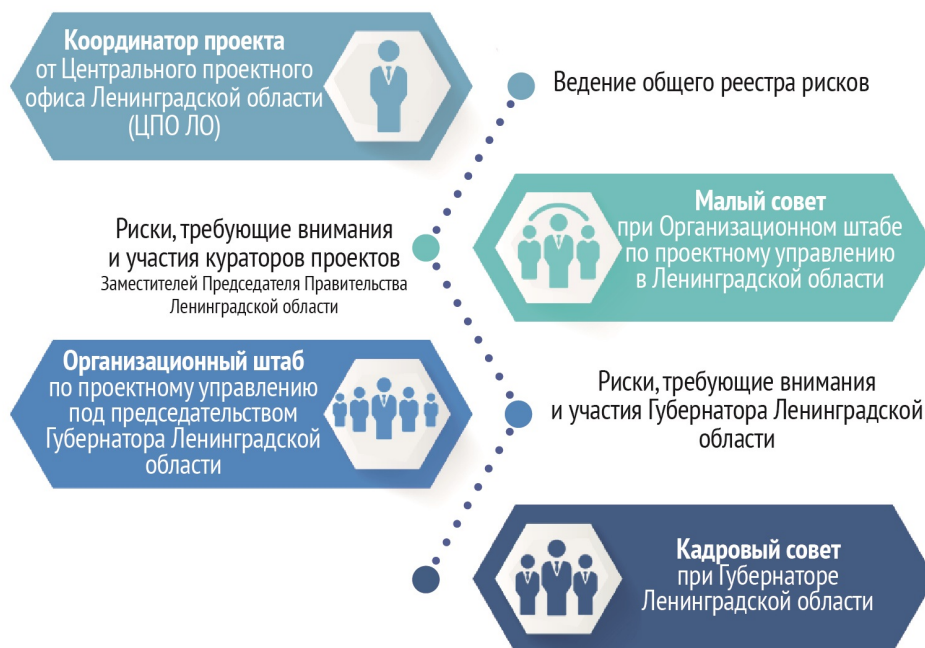 Координатор проекта
от Центрального проектного
офиса Ленинградской области
(ЦПО ЛО)
Ведение общего реестра рисков
Малый совет
при Организационном штабе
по проектному управлению
в Ленинградской области
Риски, требующие внимания
и участия кураторов проектов
Заместителей Председателя Правительства
Ленинградской области
Организационный штаб
по проектному управлению
под председательством
Губернатора Ленинградской
области
Риски, требующие внимания
и участия Губернатора Ленинградской
области
Кадровый совет
при Губернаторе
Ленинградской области